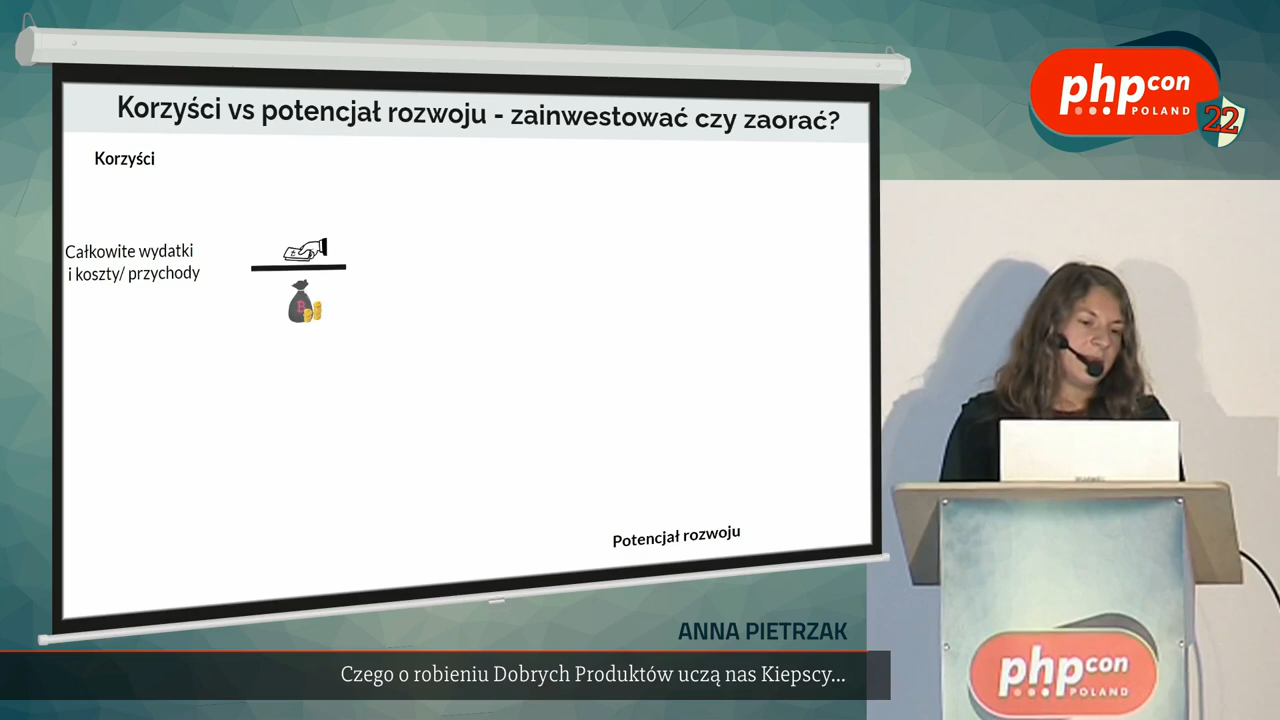 Korzyści vs potencjał rozwoju - zainwestować czy zaorać?
Korzyści
Całkowite wydatki
i koszty/ przychody
Potencjał rozwoju
ANNA PIETRZAK
Czego o robieniu Dobrych Produktów uczą nas Kiepscy...
php con
POLAND
22
php con
POLAND